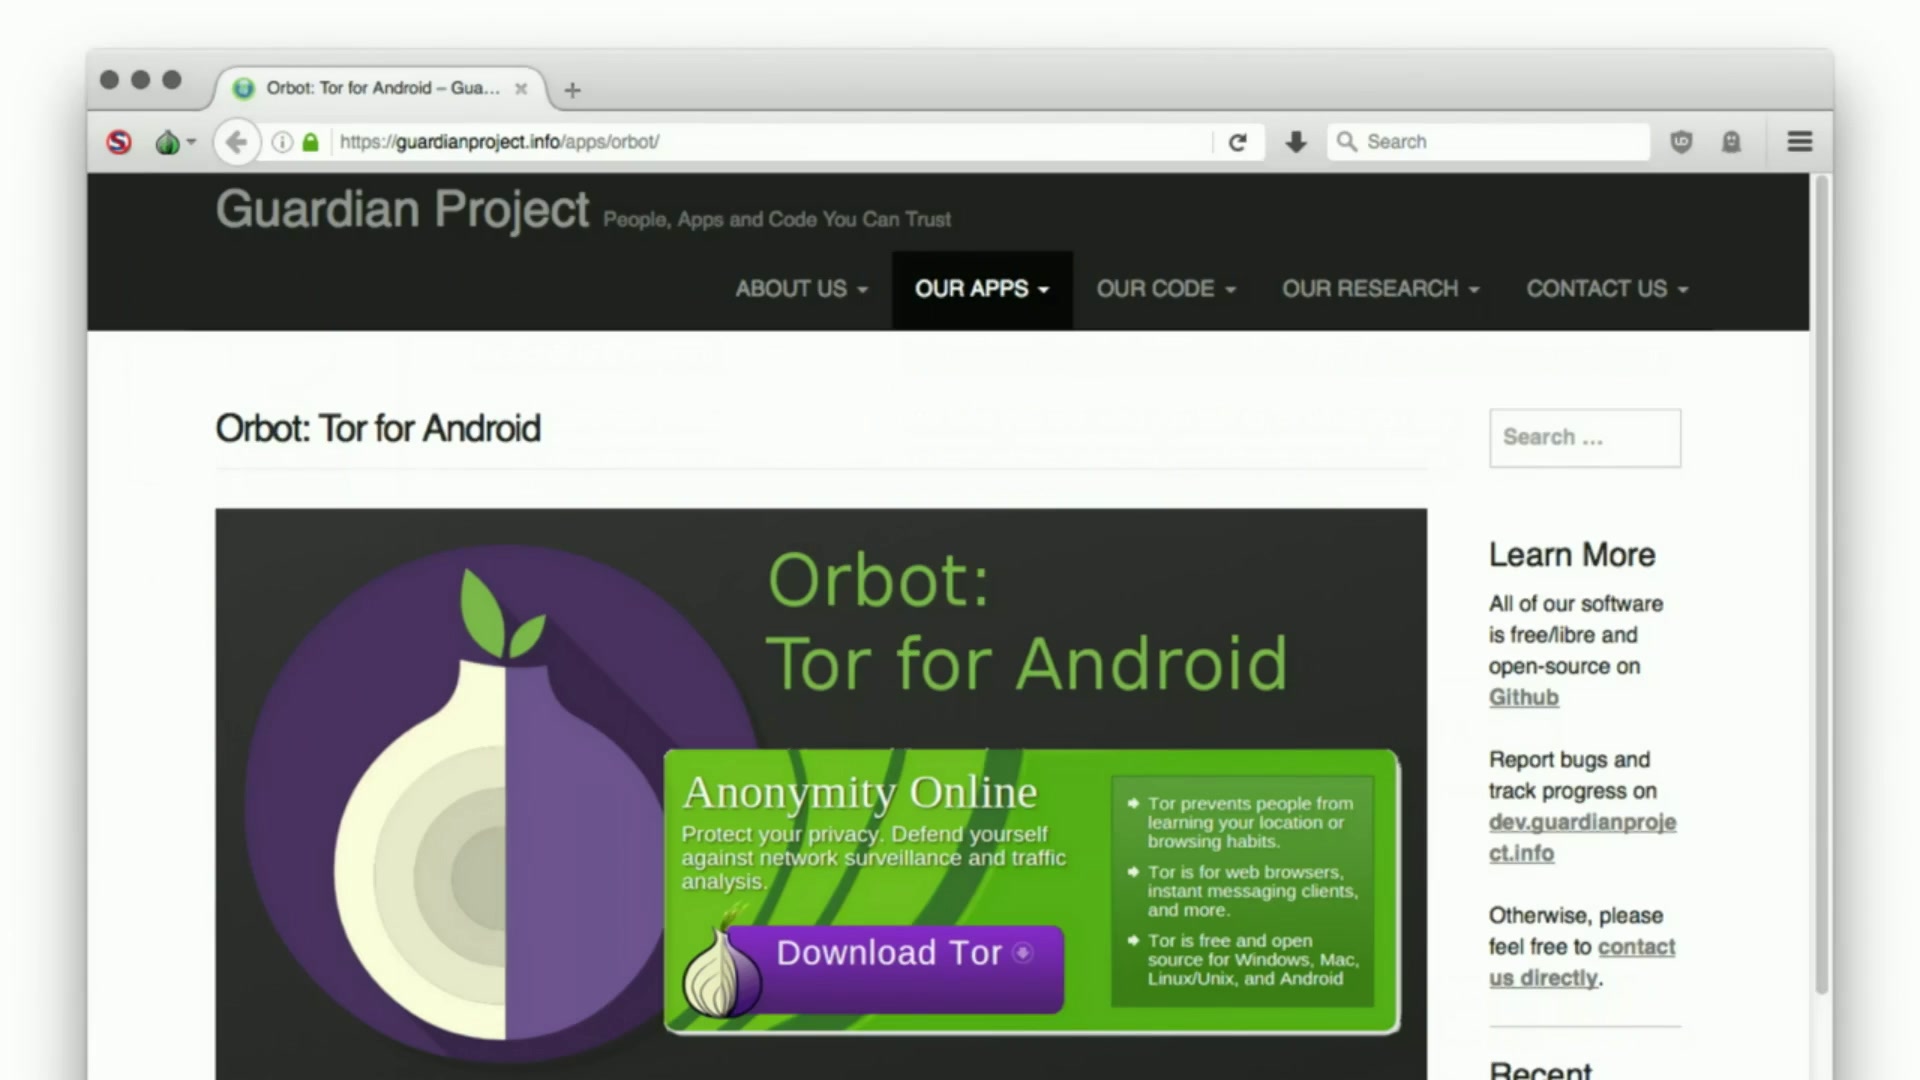 Orbot: Tor for Android – Gua...
https://guardianproject.info/apps/orbot/
Search
Guardian Project People, Apps and Code You Can Trust
ABOUT US
OUR APPS
OUR CODE
OUR RESEARCH
CONTACT US
Orbot: Tor for Android
Search ...
Orbot:
Tor for Android
Anonymity Online
Protect your privacy. Defend yourself
against network surveillance and traffic
analysis.
Download Tor
Tor prevents people from
learning your location or
browsing habits.
Tor is for web browsers,
instant messaging clients,
and more.
Tor is free and open
source for Windows, Mac,
Linux/Unix, and Android
Learn More
All of our software
is free/libre and
open-source on
Github
Report bugs and
track progress on
dev.guardianproje
ct.info
Otherwise, please
feel free to contact
us directly.
Recent